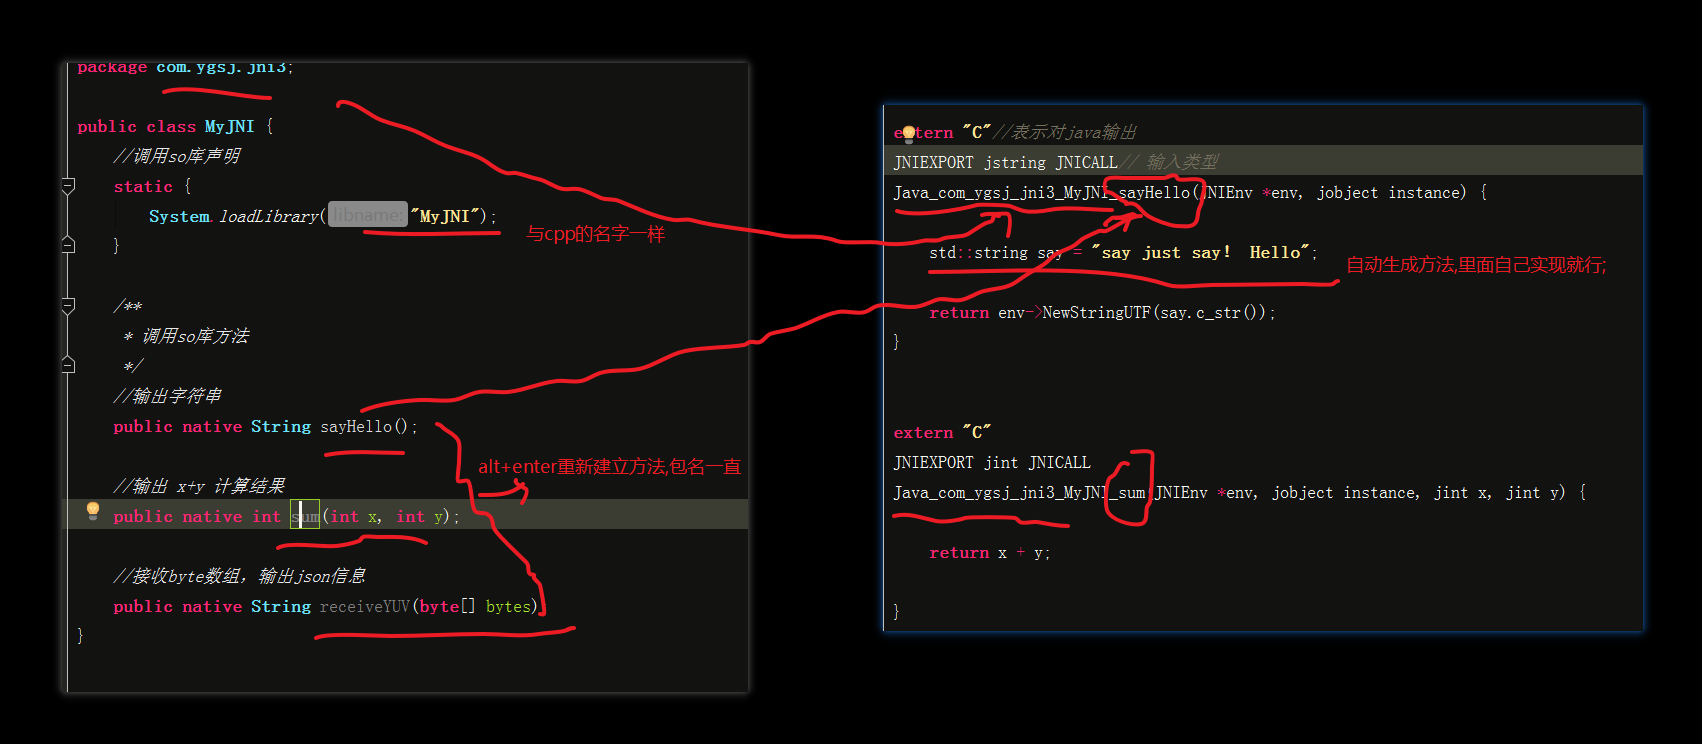 package com.ygsj.jni3;
public class MyJNI {
//调用so库声明
static {
System.loadLibrary(libname: "MyJNI");
与cpp的名字一样
}
/**
* 调用so库方法
*/
//输出字符串
public native String sayHello();
alt+enter重新建立方法,包名一直
//输出 x+y 计算结果
public native int sum(int x, int y);
//接收byte数组，输出json信息
public native String receiveYUV(byte[] bytes)
}
extern "C"//表示对java输出
JNIEXPORT jstring JNICALL// 输入类型
Java_com_ygsj_jni3_MyJNI_sayHello(JNIEnv *env, jobject instance) {
std::string say = "say just say! Hello";
自动生成方法,里面自己实现就行;
return env->NewStringUTF(say.c_str());
}
extern "C"
JNIEXPORT jint JNICALL
Java_com_ygsj_jni3_MyJNI_sum(JNIEnv *env, jobject instance, jint x, jint y) {
return x + y;
}